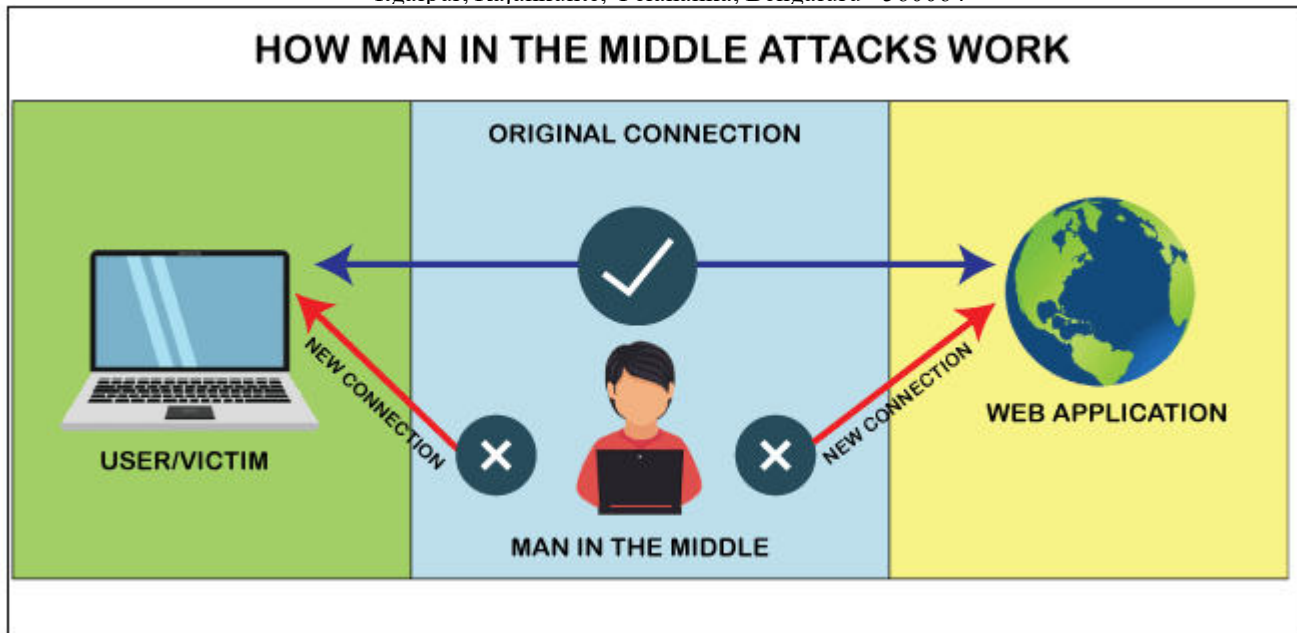 HOW MAN IN THE MIDDLE ATTACKS WORK
ORIGINAL CONNECTION
NEW CONNECTION
NEW CONNECTION
WEB APPLICATION
USER/VICTIM
MAN IN THE MIDDLE